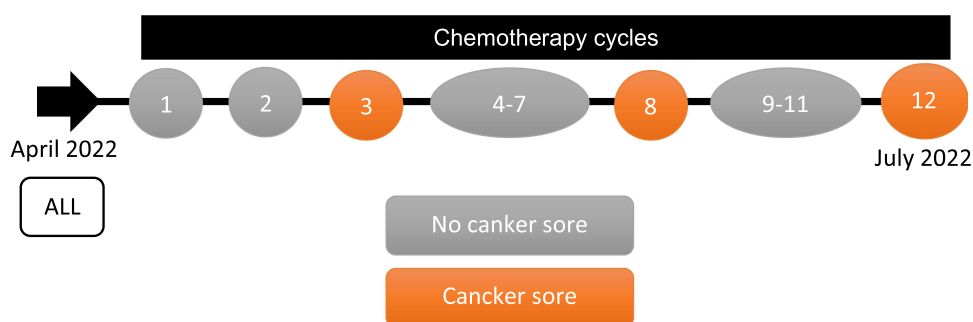 Chemotherapy cycles
1 2 3 4-7 8 9-11 12
April 2022 July 2022
ALL
No canker sore
Cancker sore